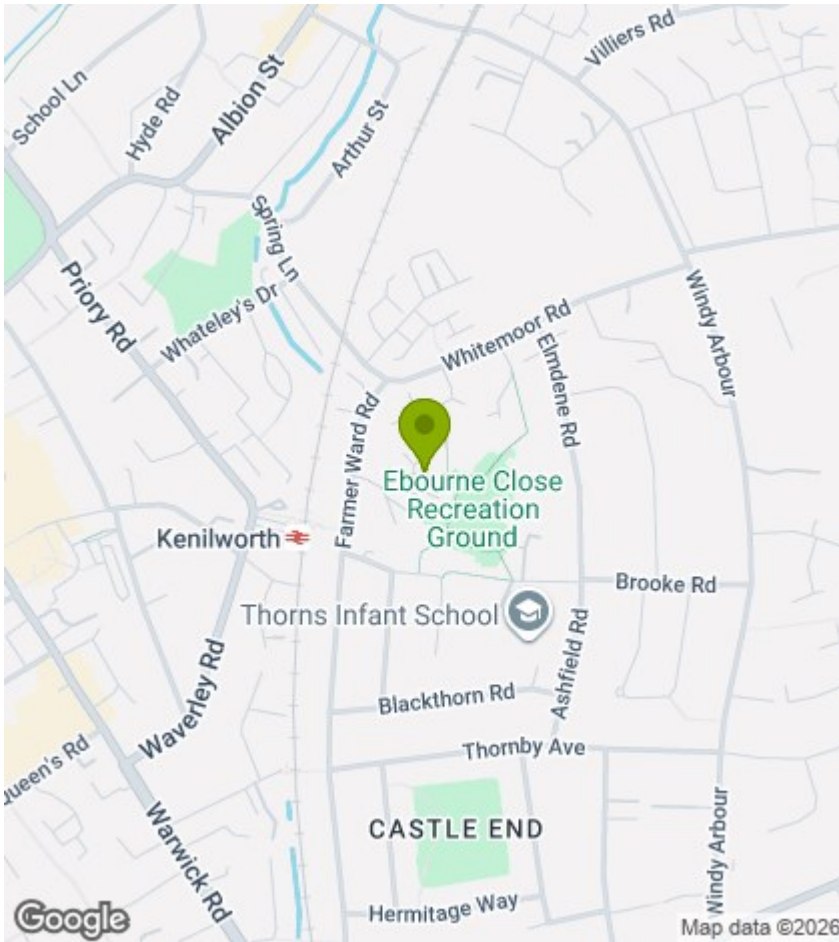 Villiers Rd
School Ln
Hyde Rd
Albion St
Arthur St
Spring Ln
Priory Rd
Whateley's Dr
Whitemoor Rd
Windy Arbour
Elmdene Rd
Farmer Ward Rd
Ebourne Close
Recreation
Ground
Kenilworth
Brooke Rd
Thorns Infant School
Ashfield Rd
Waverley Rd
Blackthorn Rd
Thornby Ave
Queen's Rd
CASTLE END
Warwick Rd
Windy Arbour
Hermitage Way
Google
Map data ©2026